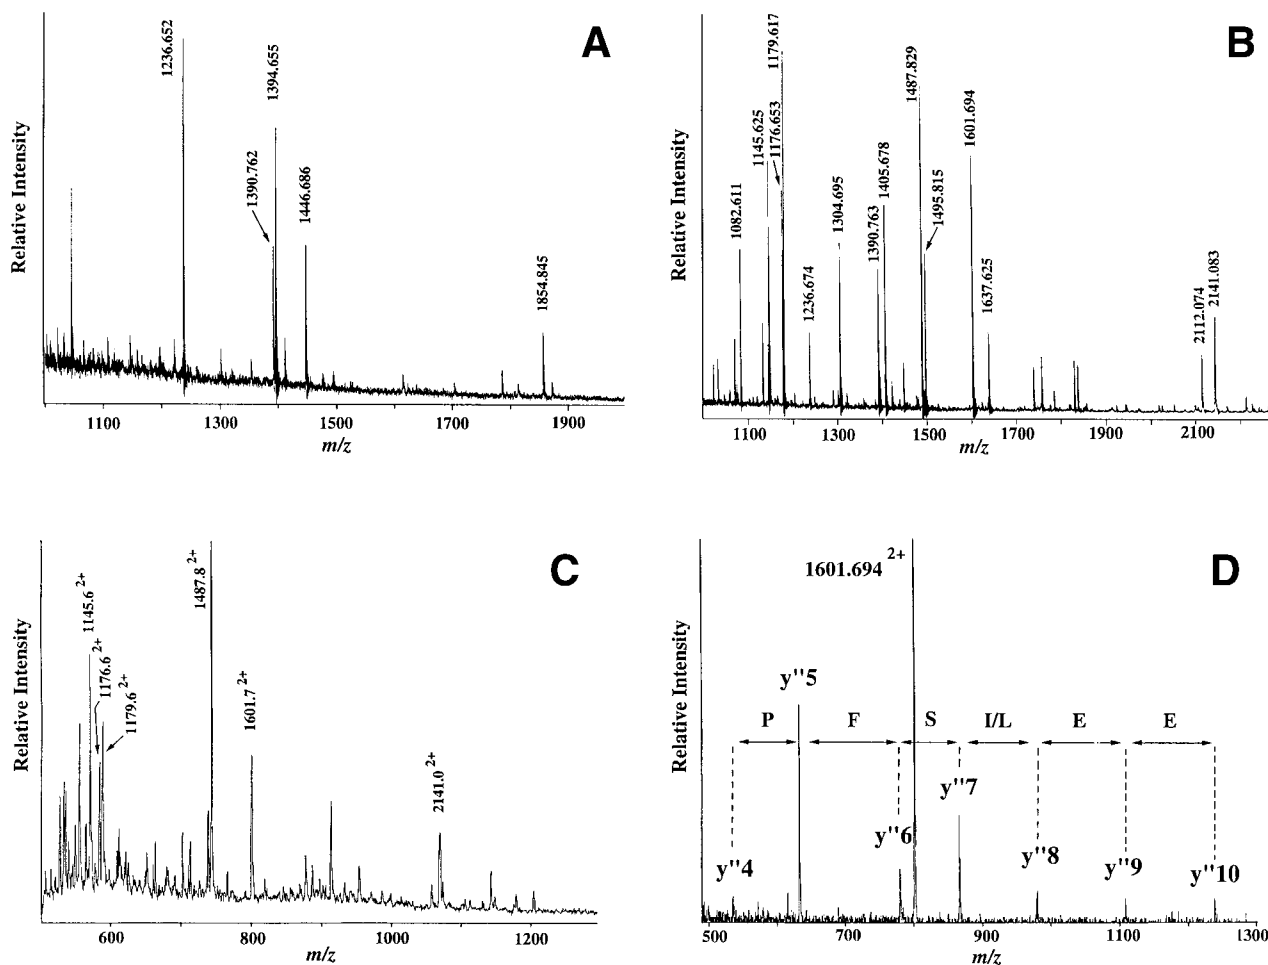 A
1236.652
1390.762
1394.655
1446.686
1854.845
Relative Intensity
1100
1300
1500
1700
1900
m/z
B
1082.611
1145.625
1176.653
1179.617
1236.674
1304.695
1390.763
1405.678
1487.829
1495.815
1601.694
1637.625
2112.074
2141.083
Relative Intensity
1100
1300
1500
1700
1900
2100
m/z
C
1145.6 2+
1176.6 2+
1179.6 2+
1487.8 2+
1601.7 2+
2141.0 2+
Relative Intensity
600
800
1000
1200
m/z
D
1601.694 2+
y''5
P F S I/L E E
y''7
y''6
y''8
y''4
y''9
y''10
Relative Intensity
500
700
900
1100
1300
m/z